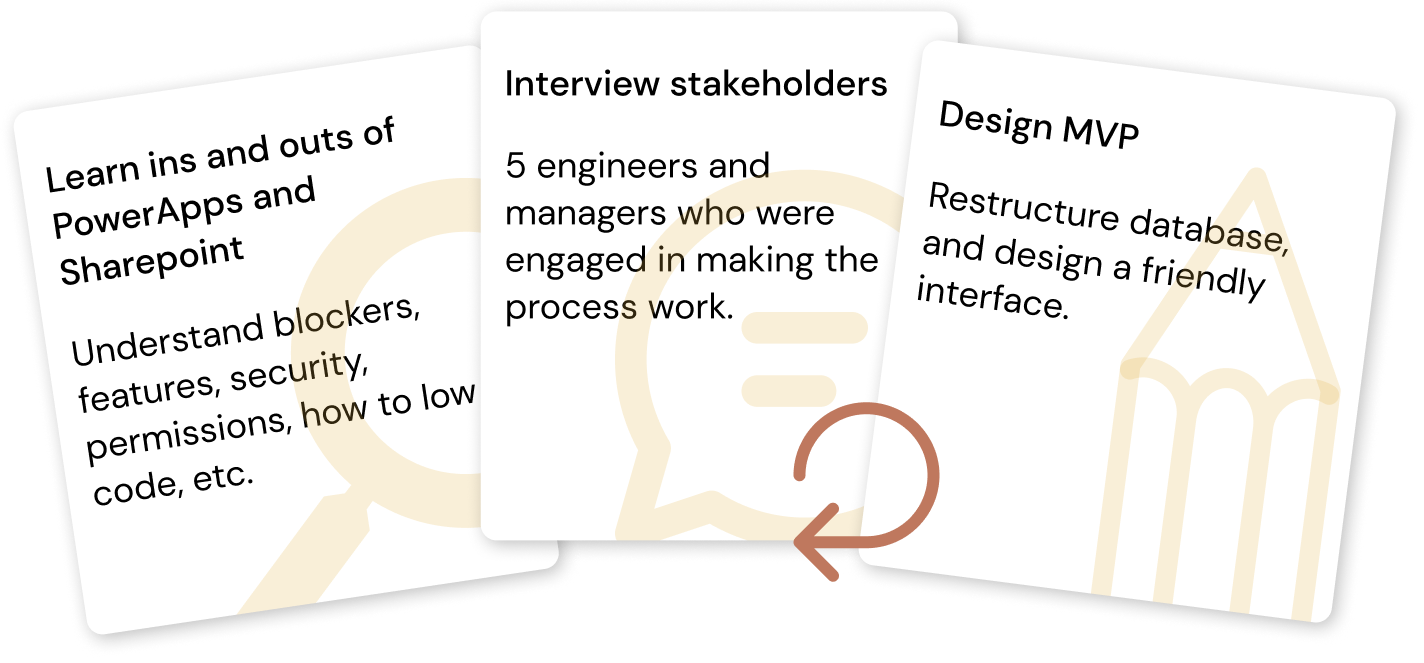 Learn ins and outs of
PowerApps and
Sharepoint
Understand blockers,
features, security,
permissions, how to low
code, etc.
Interview stakeholders
5 engineers and
managers who were
engaged in making the
process work.
Design MVP
Restructure database,
and design a friendly
interface.